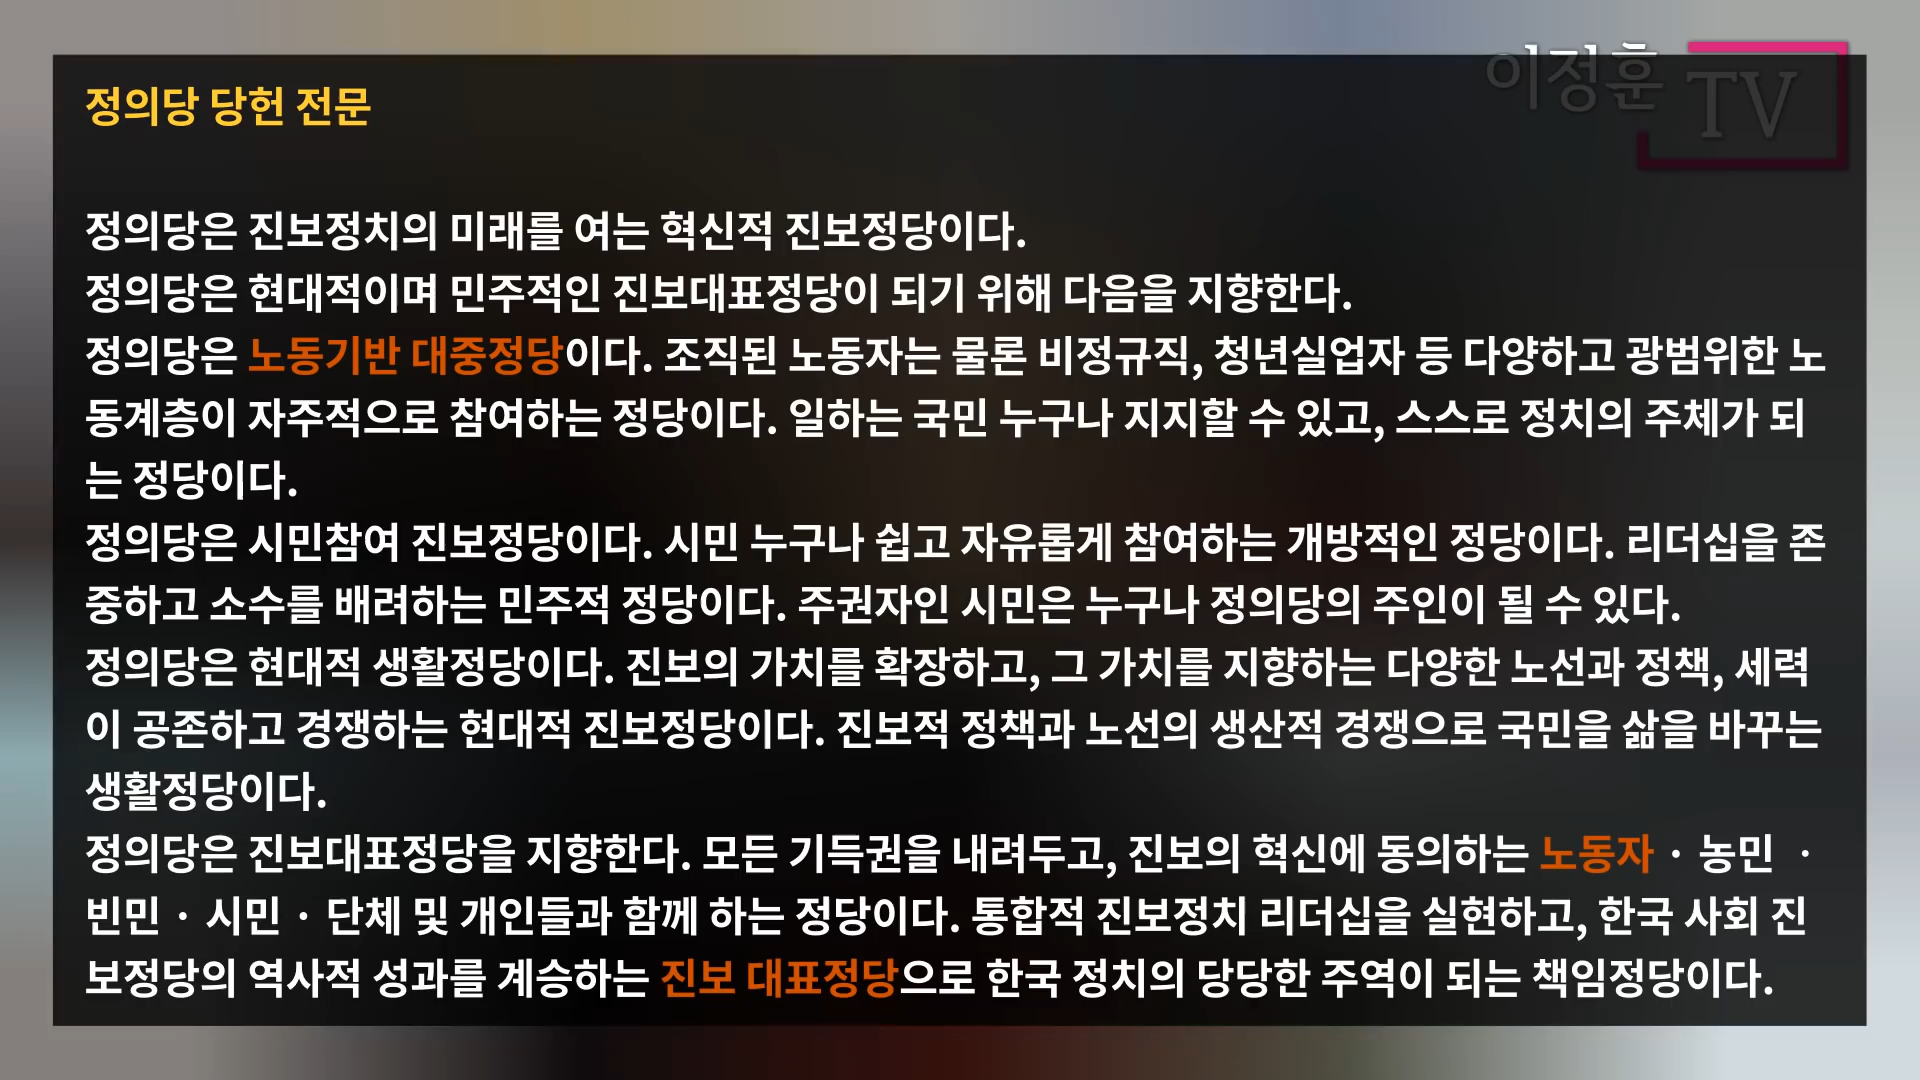 이정훈 TV
정의당 당헌 전문
정의당은 진보정치의 미래를 여는 혁신적 진보정당이다.
정의당은 현대적이며 민주적인 진보대표정당이 되기 위해 다음을 지향한다.
정의당은 노동기반 대중정당이다. 조직된 노동자는 물론 비정규직, 청년실업자 등 다양하고 광범위한 노
동계층이 자주적으로 참여하는 정당이다. 일하는 국민 누구나 지지할 수 있고, 스스로 정치의 주체가 되
는 정당이다.
정의당은 시민참여 진보정당이다. 시민 누구나 쉽고 자유롭게 참여하는 개방적인 정당이다. 리더십을 존
중하고 소수를 배려하는 민주적 정당이다. 주권자인 시민은 누구나 정의당의 주인이 될 수 있다.
정의당은 현대적 생활정당이다. 진보의 가치를 확장하고, 그 가치를 지향하는 다양한 노선과 정책, 세력
이 공존하고 경쟁하는 현대적 진보정당이다. 진보적 정책과 노선의 생산적 경쟁으로 국민을 삶을 바꾸는
생활정당이다.
정의당은 진보대표정당을 지향한다. 모든 기득권을 내려두고, 진보의 혁신에 동의하는 노동자 · 농민 ·
빈민 · 시민 · 단체 및 개인들과 함께 하는 정당이다. 통합적 진보정치 리더십을 실현하고, 한국 사회 진
보정당의 역사적 성과를 계승하는 진보 대표정당으로 한국 정치의 당당한 주역이 되는 책임정당이다.